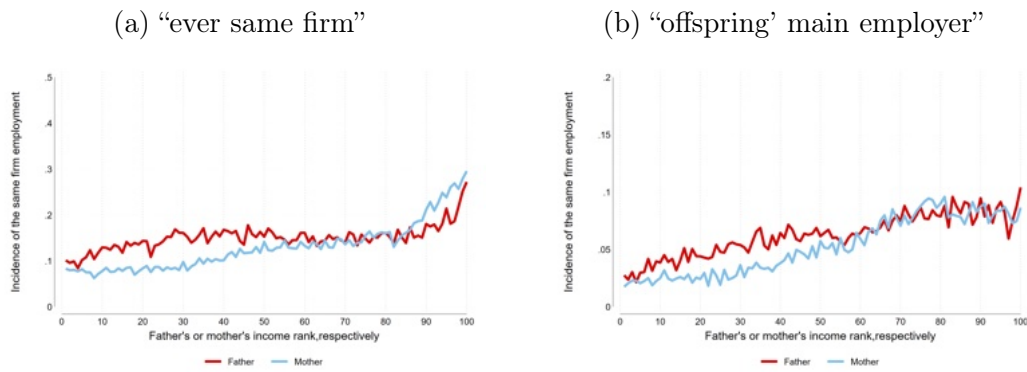 (a) “ever same firm”
(b) “offspring’ main employer”
Incidence of the same firm employment
.5
.4
.3
.2
.1
0
0 10 20 30 40 50 60 70 80 90 100
Father's or mother's income rank,respectively
Father Mother
Incidence of the same firm employment
.2
.15
.1
.05
0
0 10 20 30 40 50 60 70 80 90 100
Father's or mother's income rank,respectively
Father Mother